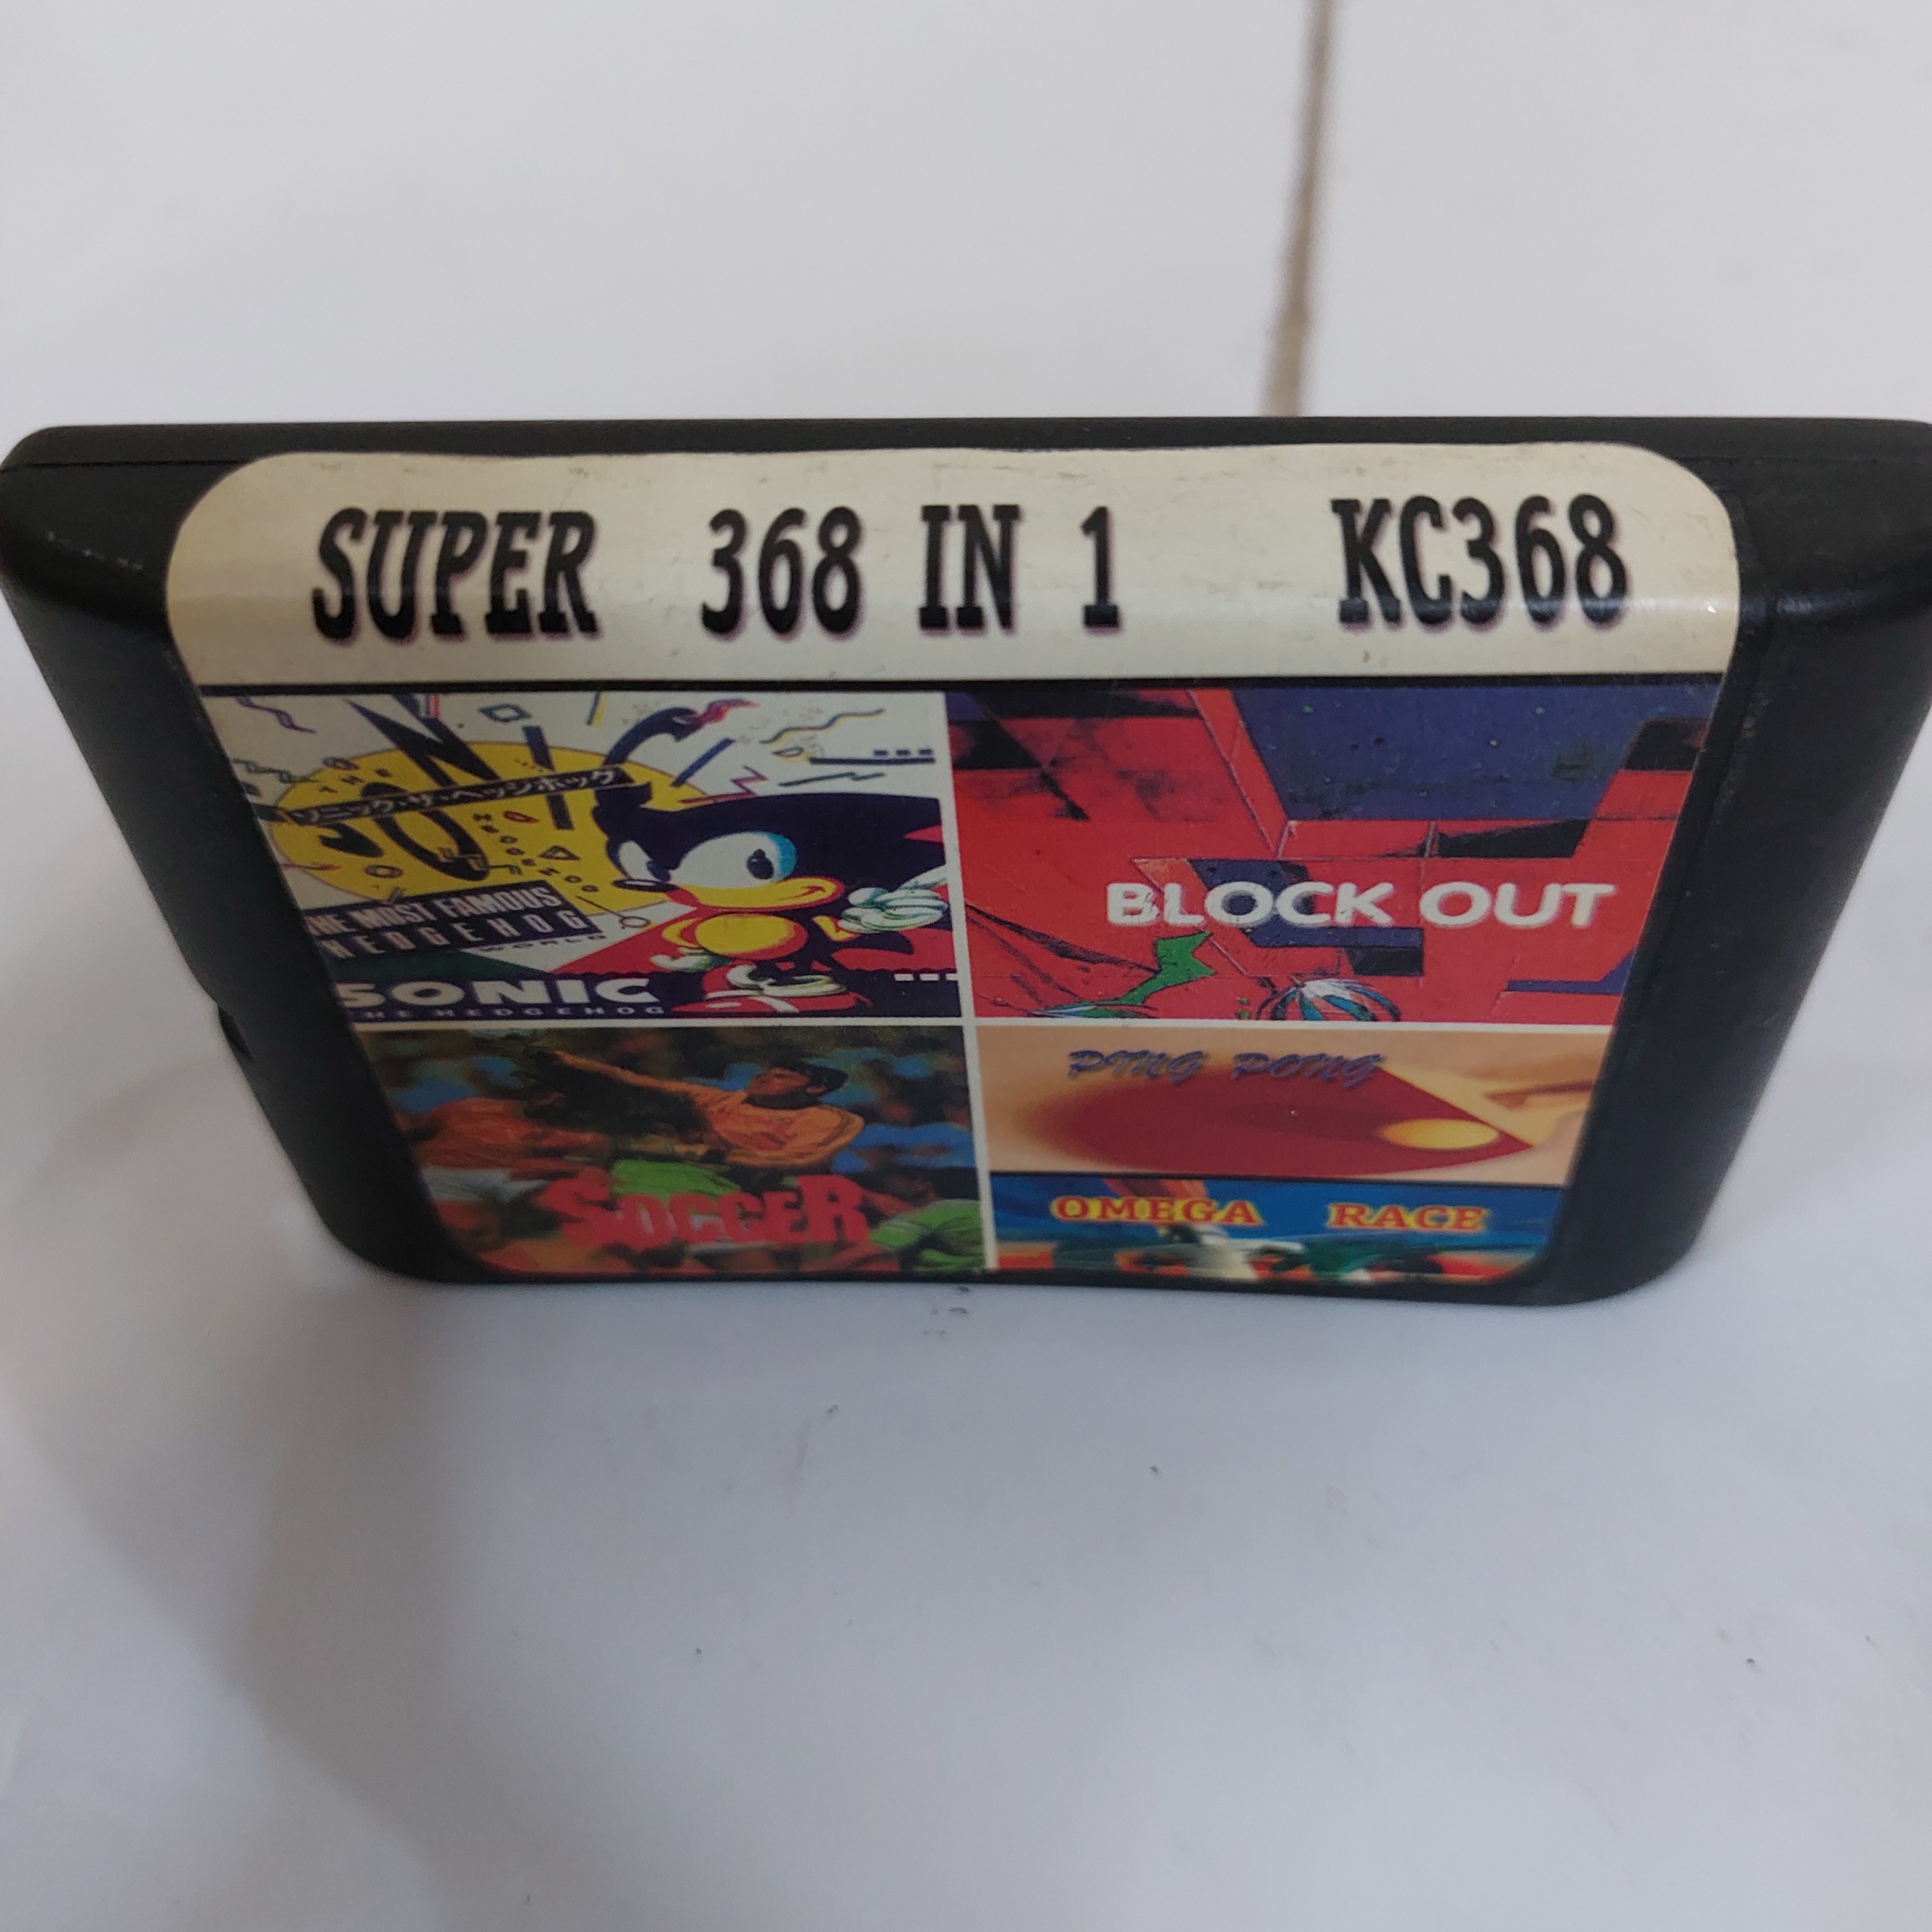 SUPER 368 IN 1 KC368
ソニック・ザ・ヘッジホッグ
THE MOST FAMOUS
HEDGEHOG
WORLD
SONIC
THE HEDGEHOG
BLOCK OUT
SOCCER
PING PONG
OMEGA RACE